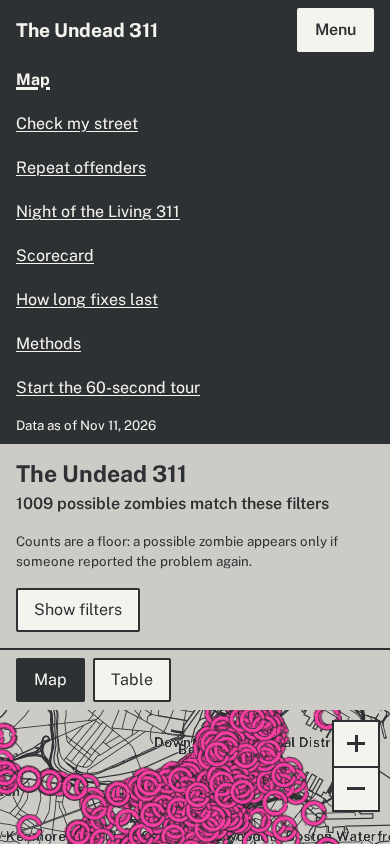 The Undead 311
Menu
Map
Check my street
Repeat offenders
Night of the Living 311
Scorecard
How long fixes last
Methods
Start the 60-second tour
Data as of Nov 11, 2026
The Undead 311
1009 possible zombies match these filters
Counts are a floor: a possible zombie appears only if
someone reported the problem again.
Show filters
Map
Table
+
−